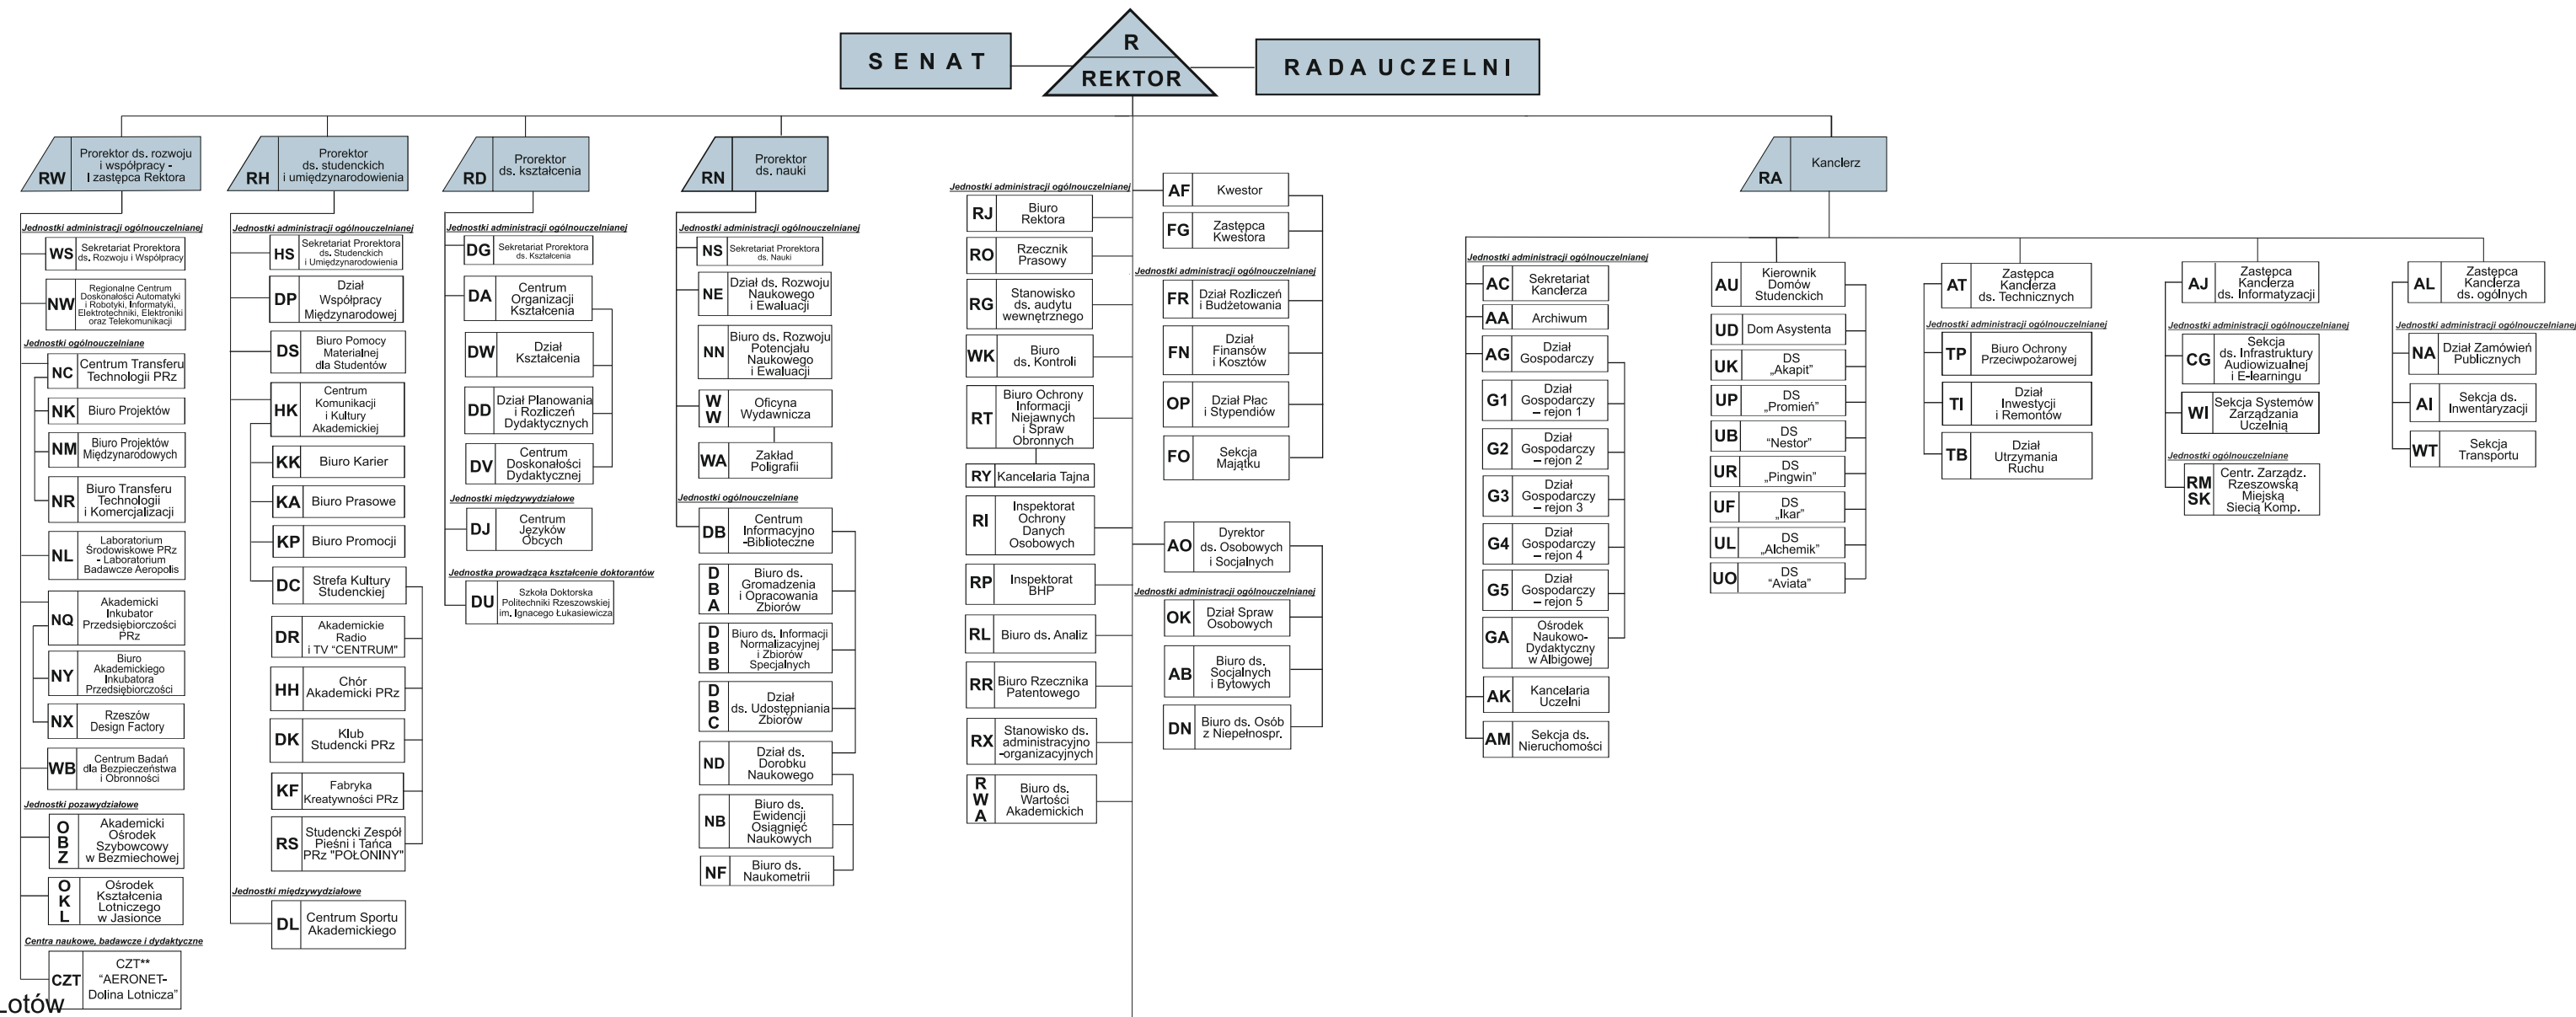 SENAT
R
REKTOR
RADA UCZELNI
RW
Prorektor ds. rozwoju
i współpracy -
I zastępca Rektora
Jednostki administracji ogólnouczelnianej
WS
Sekretariat Prorektora
ds. Rozwoju i Współpracy
NW
Regionalne Centrum
Doskonałości Automatyki
i Robotyki, Informatyki,
Elektrotechniki, Elektroniki
oraz Telekomunikacji
Jednostki ogólnouczelniane
NC
Centrum Transferu
Technologii PRz
NK
Biuro Projektów
NM
Biuro Projektów
Międzynarodowych
NR
Biuro Transferu
Technologii
i Komercjalizacji
NL
Laboratorium
Środowiskowe PRz
- Laboratorium
Badawcze Aeropolis
NQ
Akademicki
Inkubator
Przedsiębiorczości
PRz
NY
Biuro
Akademickiego
Inkubatora
Przedsiębiorczości
NX
Rzeszów
Design Factory
WB
Centrum Badań
dla Bezpieczeństwa
i Obronności
Jednostki pozawydziałowe
O
B
Z
Akademicki
Ośrodek
Szybowcowy
w Bezmiechowej
O
K
L
Ośrodek
Kształcenia
Lotniczego
w Jasionce
Centra naukowe, badawcze i dydaktyczne
CZT
CZT**
“AERONET-
Dolina Lotnicza”
Lotów
RH
Prorektor
ds. studenckich
i umiędzynarodowienia
Jednostki administracji ogólnouczelnianej
HS
Sekretariat Prorektora
ds. Studenckich
i Umiędzynarodowienia
DP
Dział
Współpracy
Międzynarodowej
DS
Biuro Pomocy
Materialnej
dla Studentów
HK
Centrum
Komunikacji
i Kultury
Akademickiej
KK
Biuro Karier
KA
Biuro Prasowe
KP
Biuro Promocji
DC
Strefa Kultury
Studenckiej
DR
Akademickie
Radio
i TV “CENTRUM”
HH
Chór
Akademicki PRz
DK
Klub
Studencki PRz
KF
Fabryka
Kreatywności PRz
RS
Studencki Zespół
Pieśni i Tańca
PRz "POŁONINY"
Jednostki międzywydziałowe
DL
Centrum Sportu
Akademickiego
RD
Prorektor
ds. kształcenia
Jednostki administracji ogólnouczelnianej
DG
Sekretariat Prorektora
ds. Kształcenia
DA
Centrum
Organizacji
Kształcenia
DW
Dział
Kształcenia
DD
Dział Planowania
i Rozliczeń
Dydaktycznych
DV
Centrum
Doskonałości
Dydaktycznej
Jednostki międzywydziałowe
DJ
Centrum
Języków
Obcych
Jednostka prowadząca kształcenie doktorantów
DU
Szkoła Doktorska
Politechniki Rzeszowskiej
im. Ignacego Łukasiewicza
RN
Prorektor
ds. nauki
Jednostki administracji ogólnouczelnianej
NS
Sekretariat Prorektora
ds. Nauki
NE
Dział ds. Rozwoju
Naukowego
i Ewaluacji
NN
Biuro ds. Rozwoju
Potencjału
Naukowego
i Ewaluacji
W
W
Oficyna
Wydawnicza
WA
Zakład
Poligrafii
Jednostki ogólnouczelniane
DB
Centrum
Informacyjno
-Biblioteczne
D
B
A
Biuro ds.
Gromadzenia
i Opracowania
Zbiorów
D
B
B
Biuro ds. Informacji
Normalizacyjnej
i Zbiorów
Specjalnych
D
B
C
Dział
ds. Udostępniania
Zbiorów
ND
Dział ds.
Dorobku
Naukowego
NB
Biuro ds.
Ewidencji
Osiągnięć
Naukowych
NF
Biuro ds.
Naukometrii
Jednostki administracji ogólnouczelnianej
RJ
Biuro
Rektora
RO
Rzecznik
Prasowy
RG
Stanowisko
ds. audytu
wewnętrznego
WK
Biuro
ds. Kontroli
RT
Biuro Ochrony
Informacji
Niejawnych
i Spraw
Obronnych
RY
Kancelaria Tajna
RI
Inspektorat
Ochrony
Danych
Osobowych
RP
Inspektorat
BHP
RL
Biuro ds. Analiz
RR
Biuro Rzecznika
Patentowego
RX
Stanowisko ds.
administracyjno
-organizacyjnych
R
W
A
Biuro ds.
Wartości
Akademickich
AF
Kwestor
FG
Zastępca
Kwestora
Jednostki administracji ogólnouczelnianej
FR
Dział Rozliczeń
i Budżetowania
FN
Dział
Finansów
i Kosztów
OP
Dział Płac
i Stypendiów
FO
Sekcja
Majątku
AO
Dyrektor
ds. Osobowych
i Socjalnych
Jednostki administracji ogólnouczelnianej
OK
Dział Spraw
Osobowych
AB
Biuro ds.
Socjalnych
i Bytowych
DN
Biuro ds. Osób
z Niepełnospr.
RA
Kanclerz
Jednostki administracji ogólnouczelnianej
AC
Sekretariat
Kanclerza
AA
Archiwum
AG
Dział
Gospodarczy
G1
Dział
Gospodarczy
– rejon 1
G2
Dział
Gospodarczy
– rejon 2
G3
Dział
Gospodarczy
– rejon 3
G4
Dział
Gospodarczy
– rejon 4
G5
Dział
Gospodarczy
– rejon 5
GA
Ośrodek
Naukowo-
Dydaktyczny
w Albigowej
AK
Kancelaria
Uczelni
AM
Sekcja ds.
Nieruchomości
AU
Kierownik
Domów
Studenckich
UD
Dom Asystenta
UK
DS
„Akapit”
UP
DS
„Promień”
UB
DS
“Nestor”
UR
DS
„Pingwin”
UF
DS
„Ikar”
UL
DS
„Alchemik”
UO
DS
“Aviata”
AT
Zastępca
Kanclerza
ds. Technicznych
Jednostki administracji ogólnouczelnianej
TP
Biuro Ochrony
Przeciwpożarowej
TI
Dział
Inwestycji
i Remontów
TB
Dział
Utrzymania
Ruchu
AJ
Zastępca
Kanclerza
ds. Informatyzacji
Jednostki administracji ogólnouczelnianej
CG
Sekcja
ds. Infrastruktury
Audiowizualnej
i E-learningu
WI
Sekcja Systemów
Zarządzania
Uczelnią
Jednostki ogólnouczelniane
RM
SK
Centr. Zarządz.
Rzeszowską
Miejską
Siecią Komp.
AL
Zastępca
Kanclerza
ds. ogólnych
Jednostki administracji ogólnouczelnianej
NA
Dział Zamówień
Publicznych
AI
Sekcja ds.
Inwentaryzacji
WT
Sekcja
Transportu